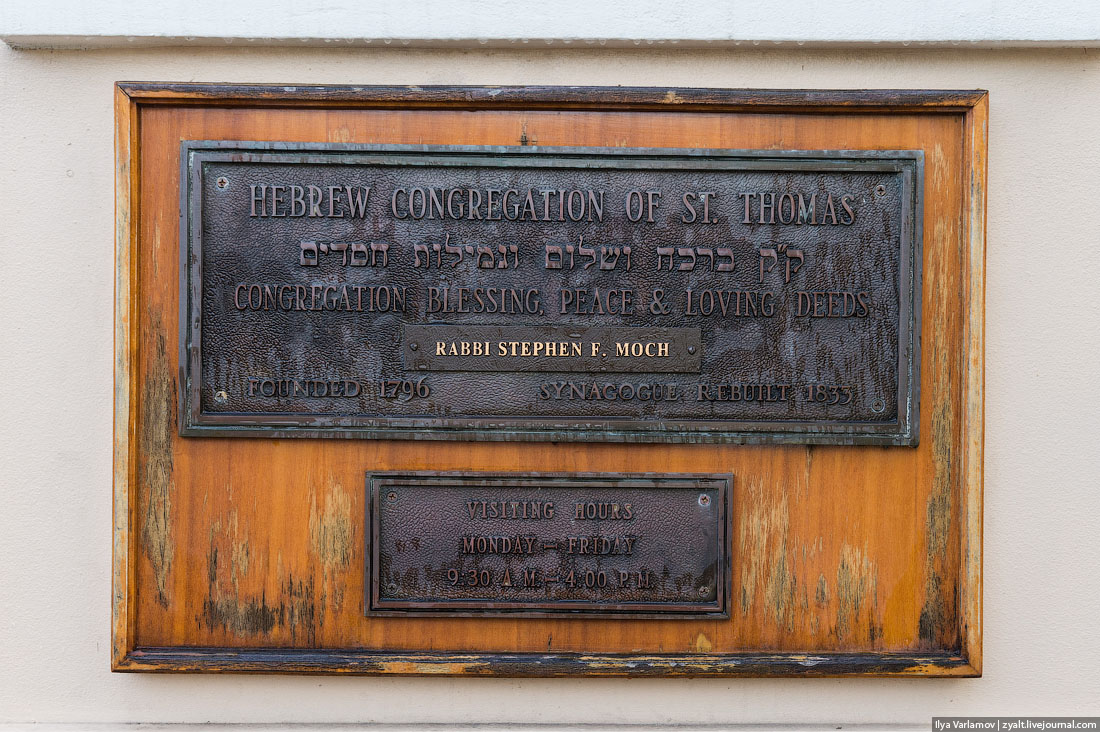 HEBREW CONGREGATION OF ST. THOMAS
ק״ק ברכה ושלום וגמילות חסדים
CONGREGATION BLESSING, PEACE & LOVING DEEDS
RABBI STEPHEN F. MOCH
FOUNDED 1796 SYNAGOGUE REBUILT 1833
VISITING HOURS
MONDAY – FRIDAY
9:30 A.M. – 4:00 P.M.
Ilya Varlamov | zyalt.livejournal.com